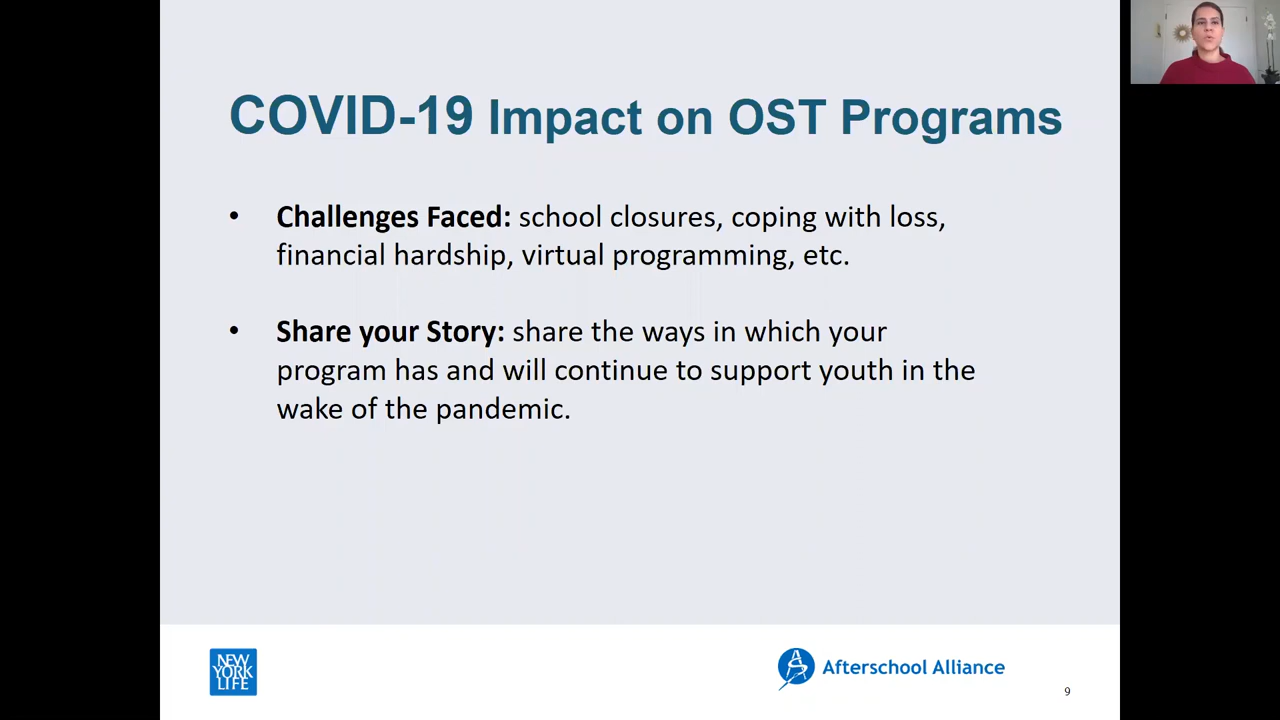 COVID-19 Impact on OST Programs
• Challenges Faced: school closures, coping with loss,
financial hardship, virtual programming, etc.
• Share your Story: share the ways in which your
program has and will continue to support youth in the
wake of the pandemic.
NEW
YORK
LIFE
Afterschool Alliance
9